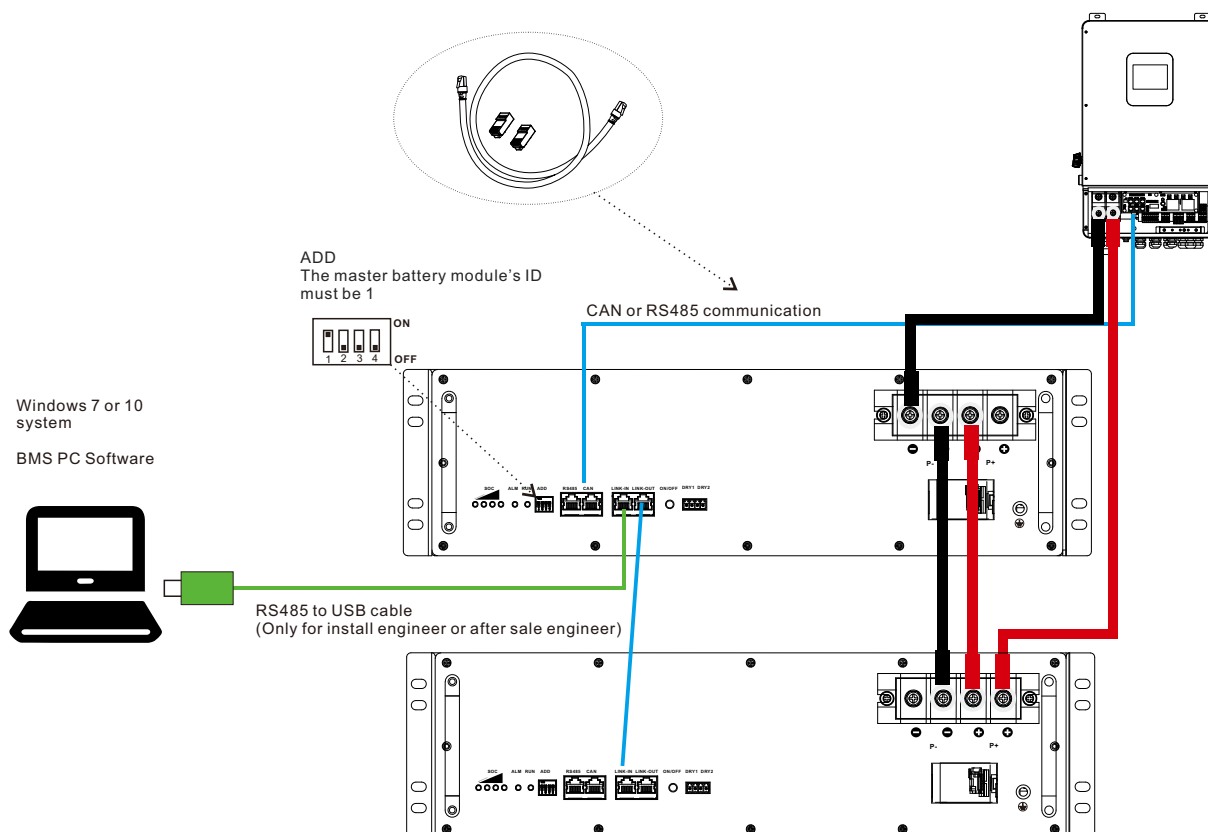 ADD
The master battery module's ID
must be 1
ON
1 2 3 4
OFF
CAN or RS485 communication
Windows 7 or 10
system
BMS PC Software
P- P+
SOC ALM RUN ADD RS485 CAN LINK-IN LINK-OUT ON/OFF DRY1 DRY2
RS485 to USB cable
(Only for install engineer or after sale engineer)
P- P+
SOC ALM RUN ADD RS485 CAN LINK-IN LINK-OUT ON/OFF DRY1 DRY2